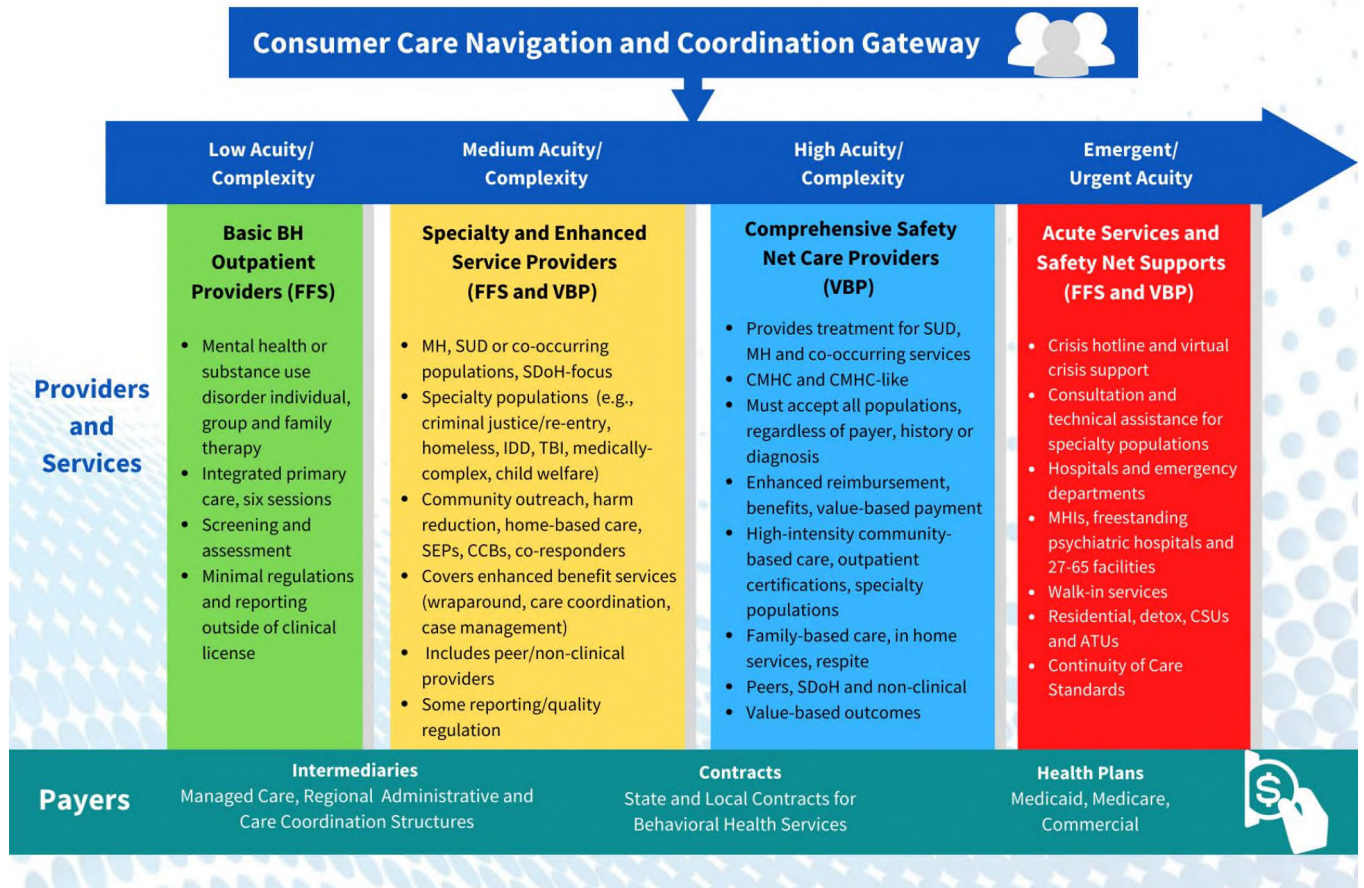 Consumer Care Navigation and Coordination Gateway
Low Acuity/
Complexity
Medium Acuity/
Complexity
High Acuity/
Complexity
Emergent/
Urgent Acuity
Providers
and
Services
Basic BH
Outpatient
Providers (FFS)
• Mental health or
substance use
disorder individual,
group and family
therapy
• Integrated primary
care, six sessions
• Screening and
assessment
• Minimal regulations
and reporting
outside of clinical
license
Specialty and Enhanced
Service Providers
(FFS and VBP)
• MH, SUD or co-occurring
populations, SDoH-focus
• Specialty populations (e.g.,
criminal justice/re-entry,
homeless, IDD, TBI, medically-
complex, child welfare)
• Community outreach, harm
reduction, home-based care,
SEPs, CCBs, co-responders
• Covers enhanced benefit services
(wraparound, care coordination,
case management)
• Includes peer/non-clinical
providers
• Some reporting/quality
regulation
Comprehensive Safety
Net Care Providers
(VBP)
• Provides treatment for SUD,
MH and co-occurring services
• CMHC and CMHC-like
• Must accept all populations,
regardless of payer, history or
diagnosis
• Enhanced reimbursement,
benefits, value-based payment
• High-intensity community-
based care, outpatient
certifications, specialty
populations
• Family-based care, in home
services, respite
• Peers, SDoH and non-clinical
• Value-based outcomes
Acute Services and
Safety Net Supports
(FFS and VBP)
• Crisis hotline and virtual
crisis support
• Consultation and
technical assistance for
specialty populations
• Hospitals and emergency
departments
• MHIs, freestanding
psychiatric hospitals and
27-65 facilities
• Walk-in services
• Residential, detox, CSUs
and ATUs
• Continuity of Care
Standards
Payers
Intermediaries
Managed Care, Regional Administrative and
Care Coordination Structures
Contracts
State and Local Contracts for
Behavioral Health Services
Health Plans
Medicaid, Medicare,
Commercial
$